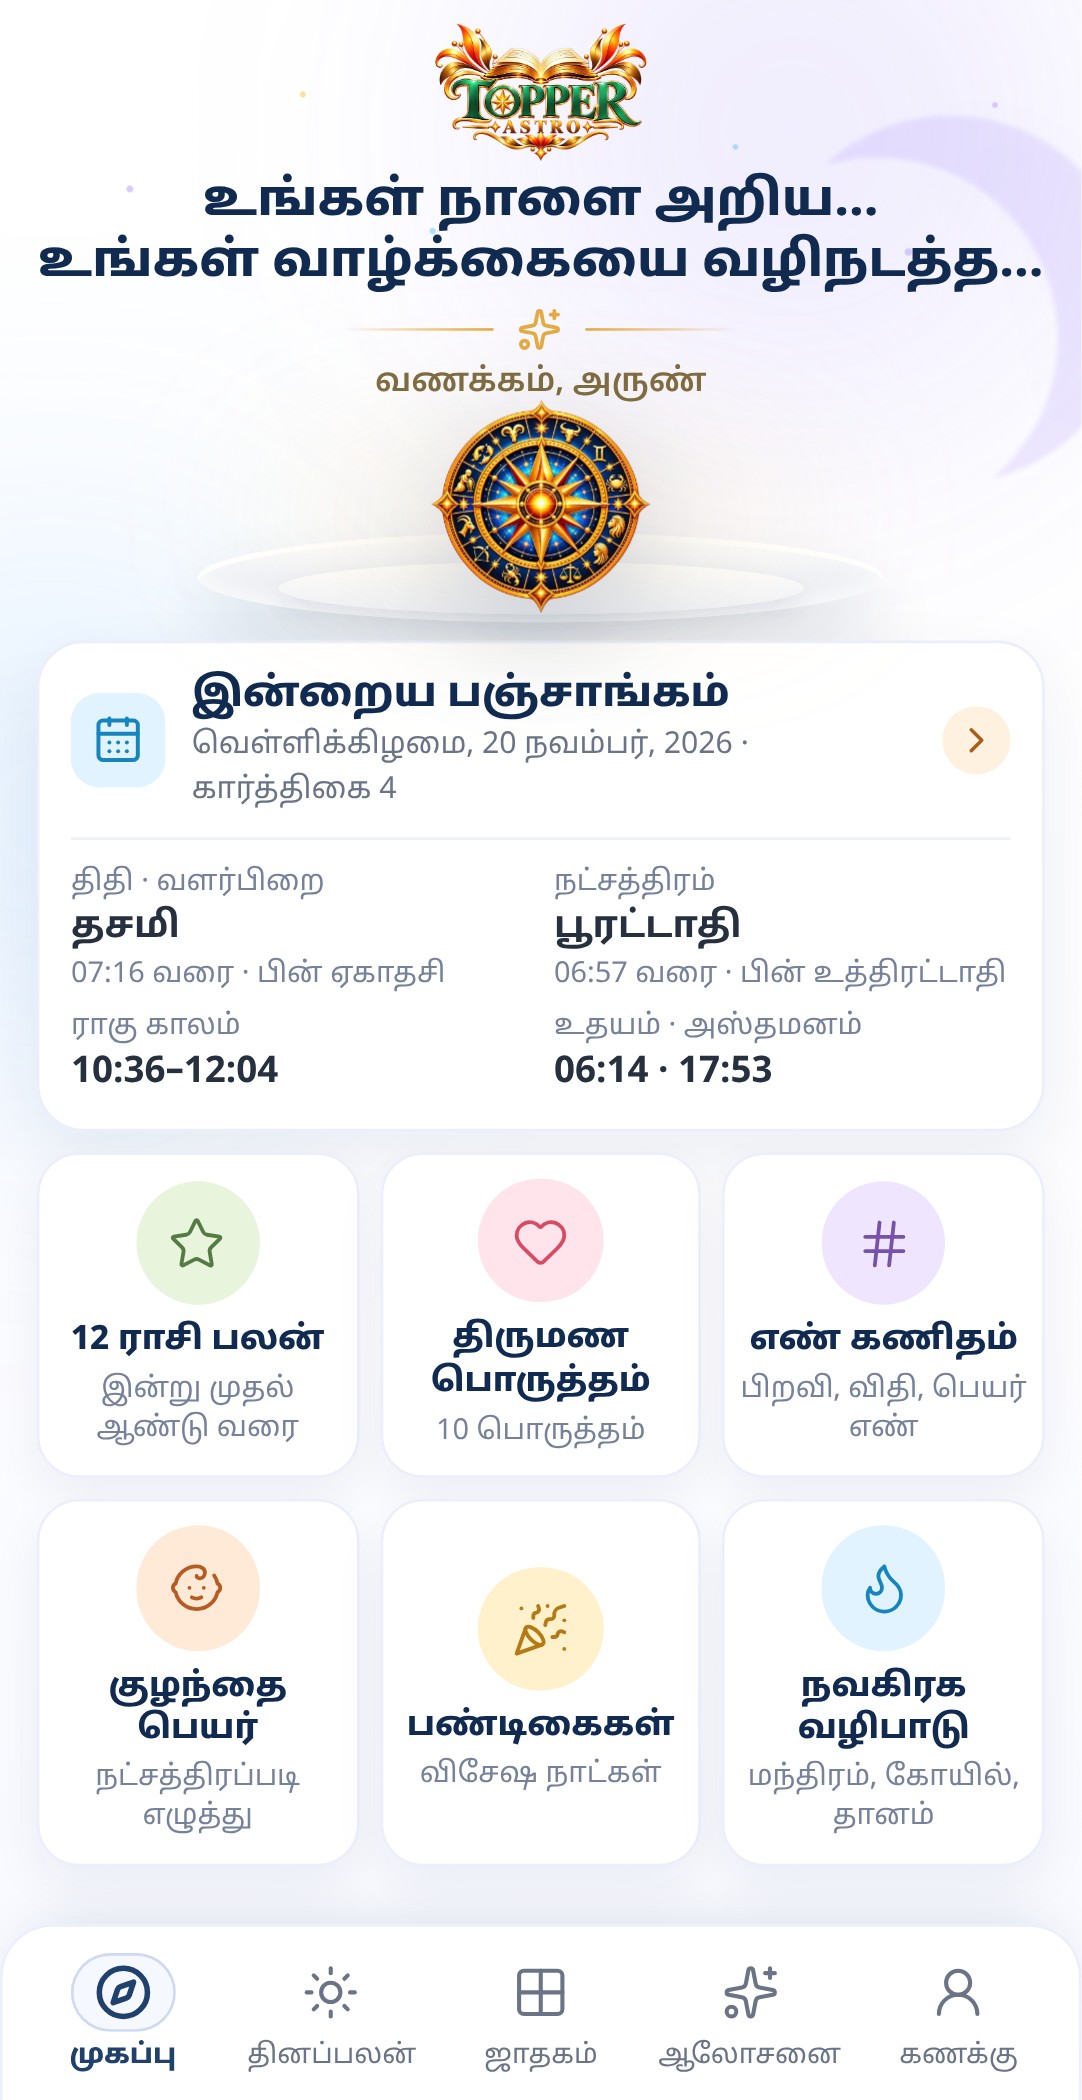 TOPPER
ASTRO
உங்கள் நாளை அறிய...
உங்கள் வாழ்க்கையை வழிநடத்த...
வணக்கம், அருண்
இன்றைய பஞ்சாங்கம்
வெள்ளிக்கிழமை, 20 நவம்பர், 2026 ·
கார்த்திகை 4
திதி · வளர்பிறை
தசமி
07:16 வரை · பின் ஏகாதசி
நட்சத்திரம்
பூரட்டாதி
06:57 வரை · பின் உத்திரட்டாதி
ராகு காலம்
10:36–12:04
உதயம் · அஸ்தமனம்
06:14 · 17:53
12 ராசி பலன்
இன்று முதல்
ஆண்டு வரை
திருமண
பொருத்தம்
10 பொருத்தம்
எண் கணிதம்
பிறவி, விதி, பெயர்
எண்
குழந்தை
பெயர்
நட்சத்திரப்படி
எழுத்து
பண்டிகைகள்
விசேஷ நாட்கள்
நவகிரக
வழிபாடு
மந்திரம், கோயில்,
தானம்
முகப்பு
தினப்பலன்
ஜாதகம்
ஆலோசனை
கணக்கு